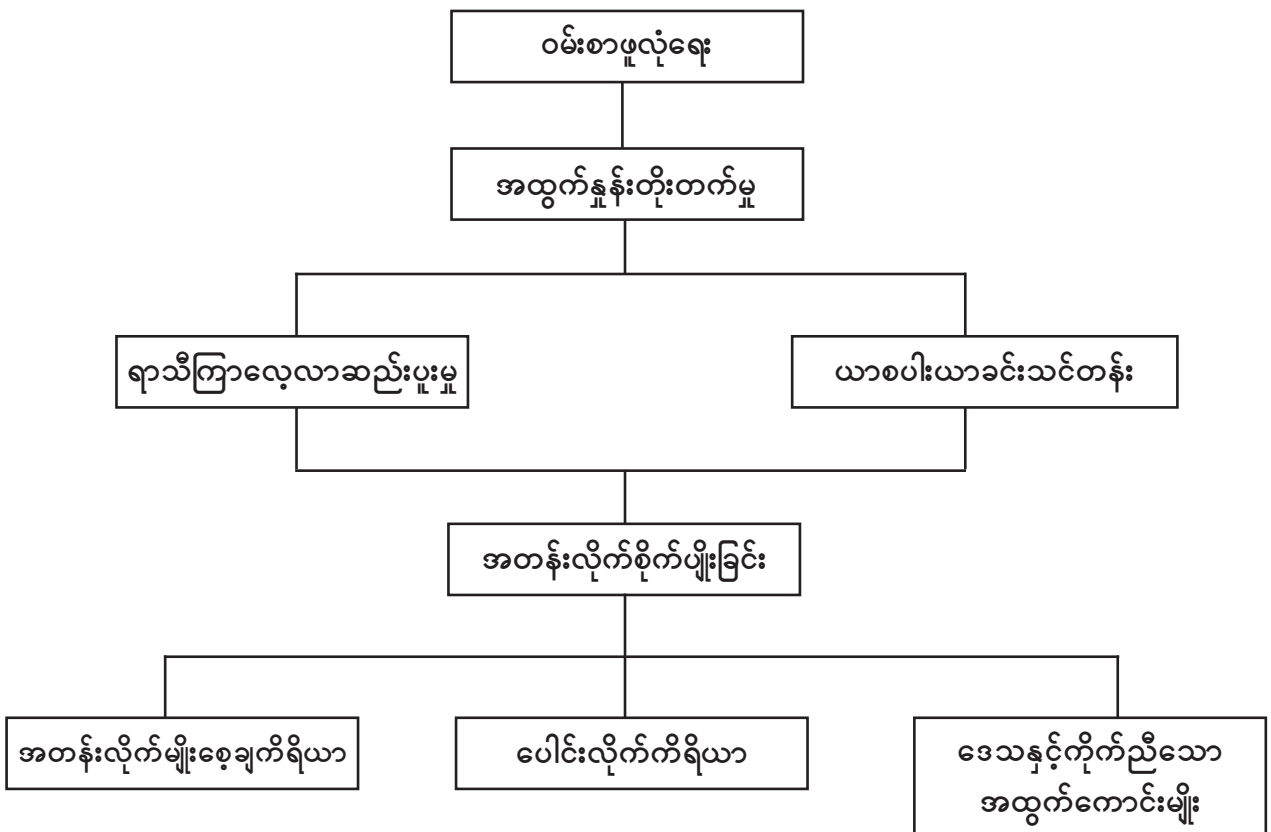 ဝမ်းစာဖူလုံရေး
အထွက်နှုန်းတိုးတက်မှု
ရာသီကြာလေ့လာဆည်းပူးမှု
ယာစပါးယာခင်းသင်တန်း
အတန်းလိုက်စိုက်ပျိုးခြင်း
အတန်းလိုက်မျိုးစေ့ချကိရိယာ
ပေါင်းလိုက်ကိရိယာ
ဒေသနှင့်ကိုက်ညီသော
အထွက်ကောင်းမျိုး